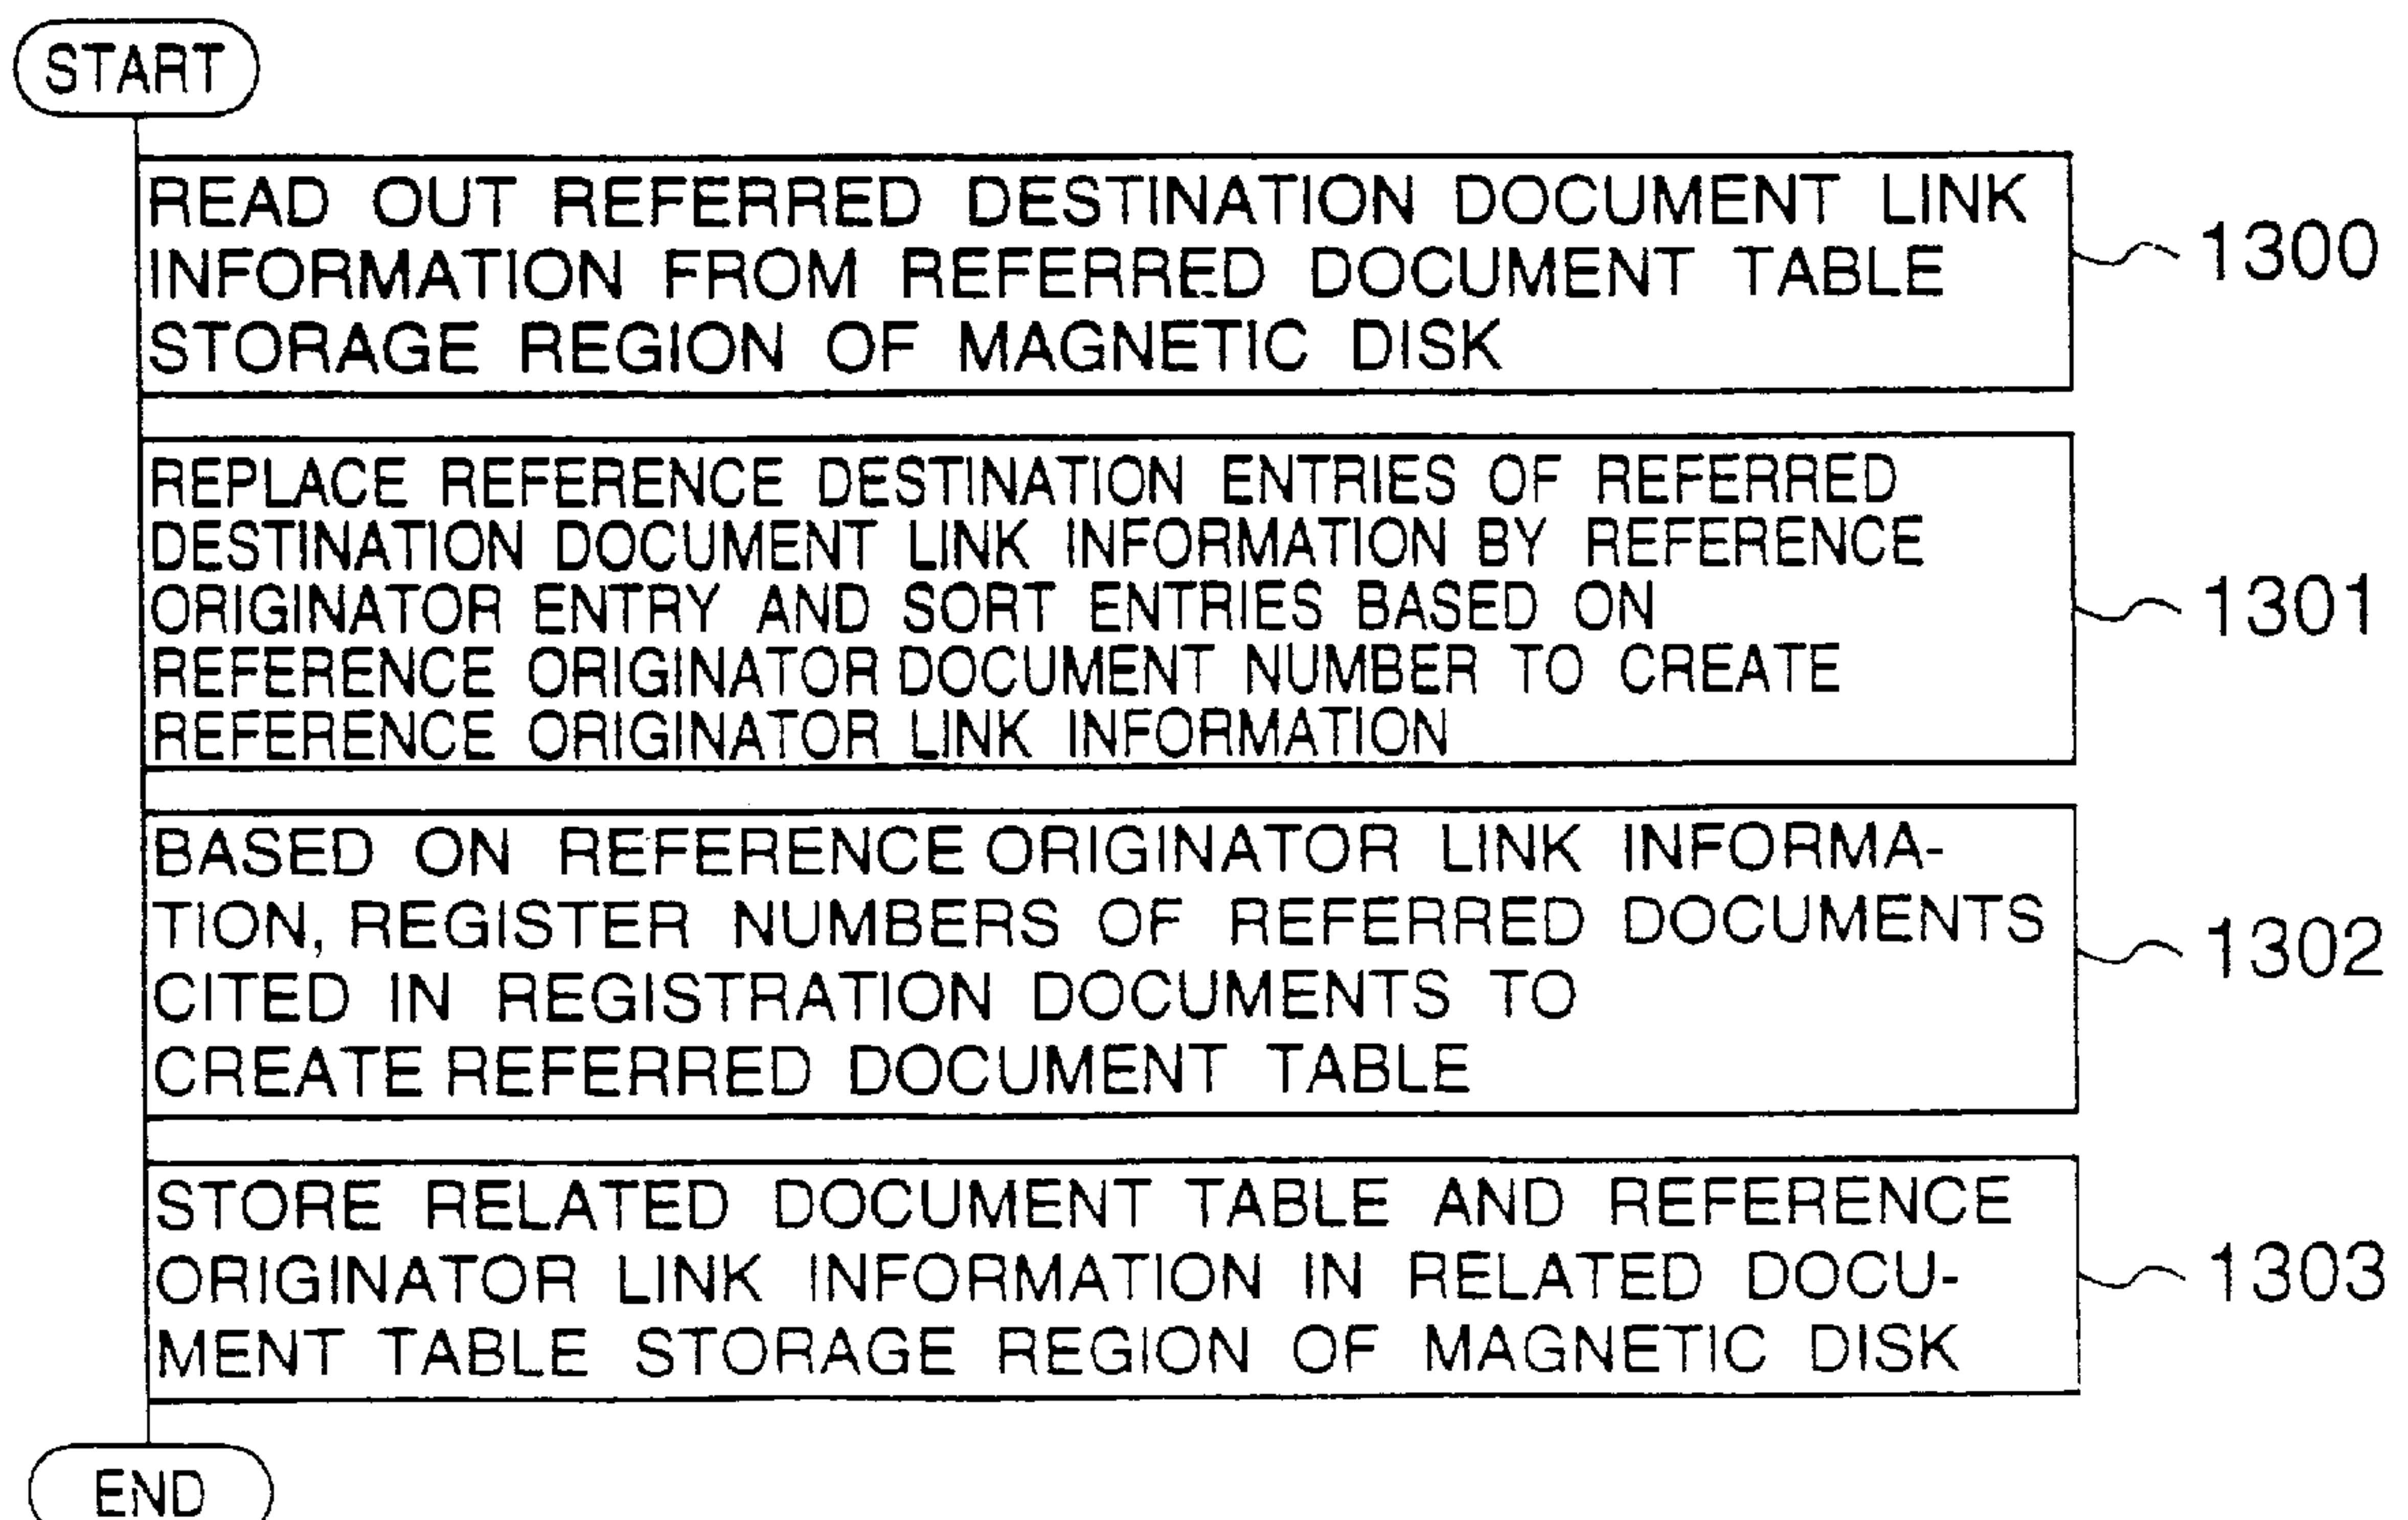 START
READ OUT REFERRED DESTINATION DOCUMENT LINK
INFORMATION FROM REFERRED DOCUMENT TABLE
STORAGE REGION OF MAGNETIC DISK
1300
REPLACE REFERENCE DESTINATION ENTRIES OF REFERRED
DESTINATION DOCUMENT LINK INFORMATION BY REFERENCE
ORIGINATOR ENTRY AND SORT ENTRIES BASED ON
REFERENCE ORIGINATOR DOCUMENT NUMBER TO CREATE
REFERENCE ORIGINATOR LINK INFORMATION
1301
BASED ON REFERENCE ORIGINATOR LINK INFORMA-
TION, REGISTER NUMBERS OF REFERRED DOCUMENTS
CITED IN REGISTRATION DOCUMENTS TO
CREATE REFERRED DOCUMENT TABLE
1302
STORE RELATED DOCUMENT TABLE AND REFERENCE
ORIGINATOR LINK INFORMATION IN RELATED DOCU-
MENT TABLE STORAGE REGION OF MAGNETIC DISK
1303
END